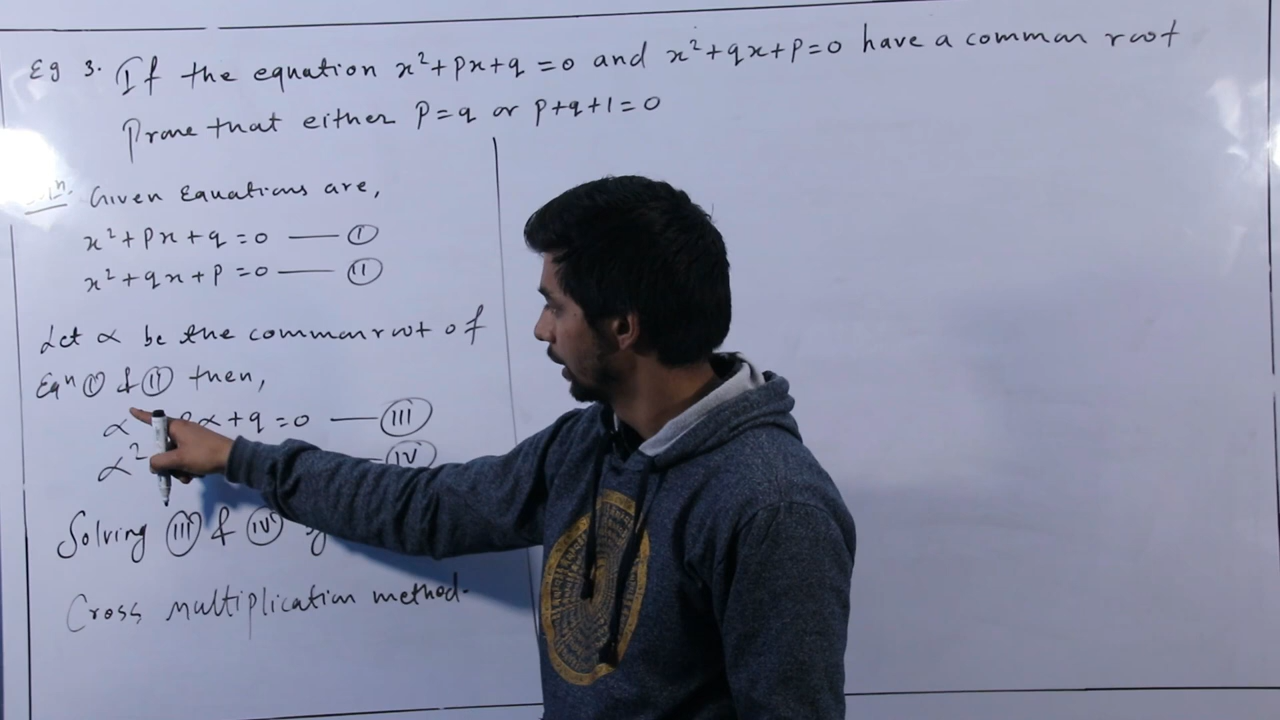 Eg 3. If the equation x²+px+q=0 and x²+qx+p=0 have a common root
Prove that either p=q or p+q+1=0
Given Equations are,
x²+px+q=0 — (I)
x²+qx+p=0 — (II)
Let α be the common root of
Eqⁿ (I) & (II) then,
α α+q=0 — (III)
α² — (IV)
Solving (III) & (IV)
Cross multiplication method.